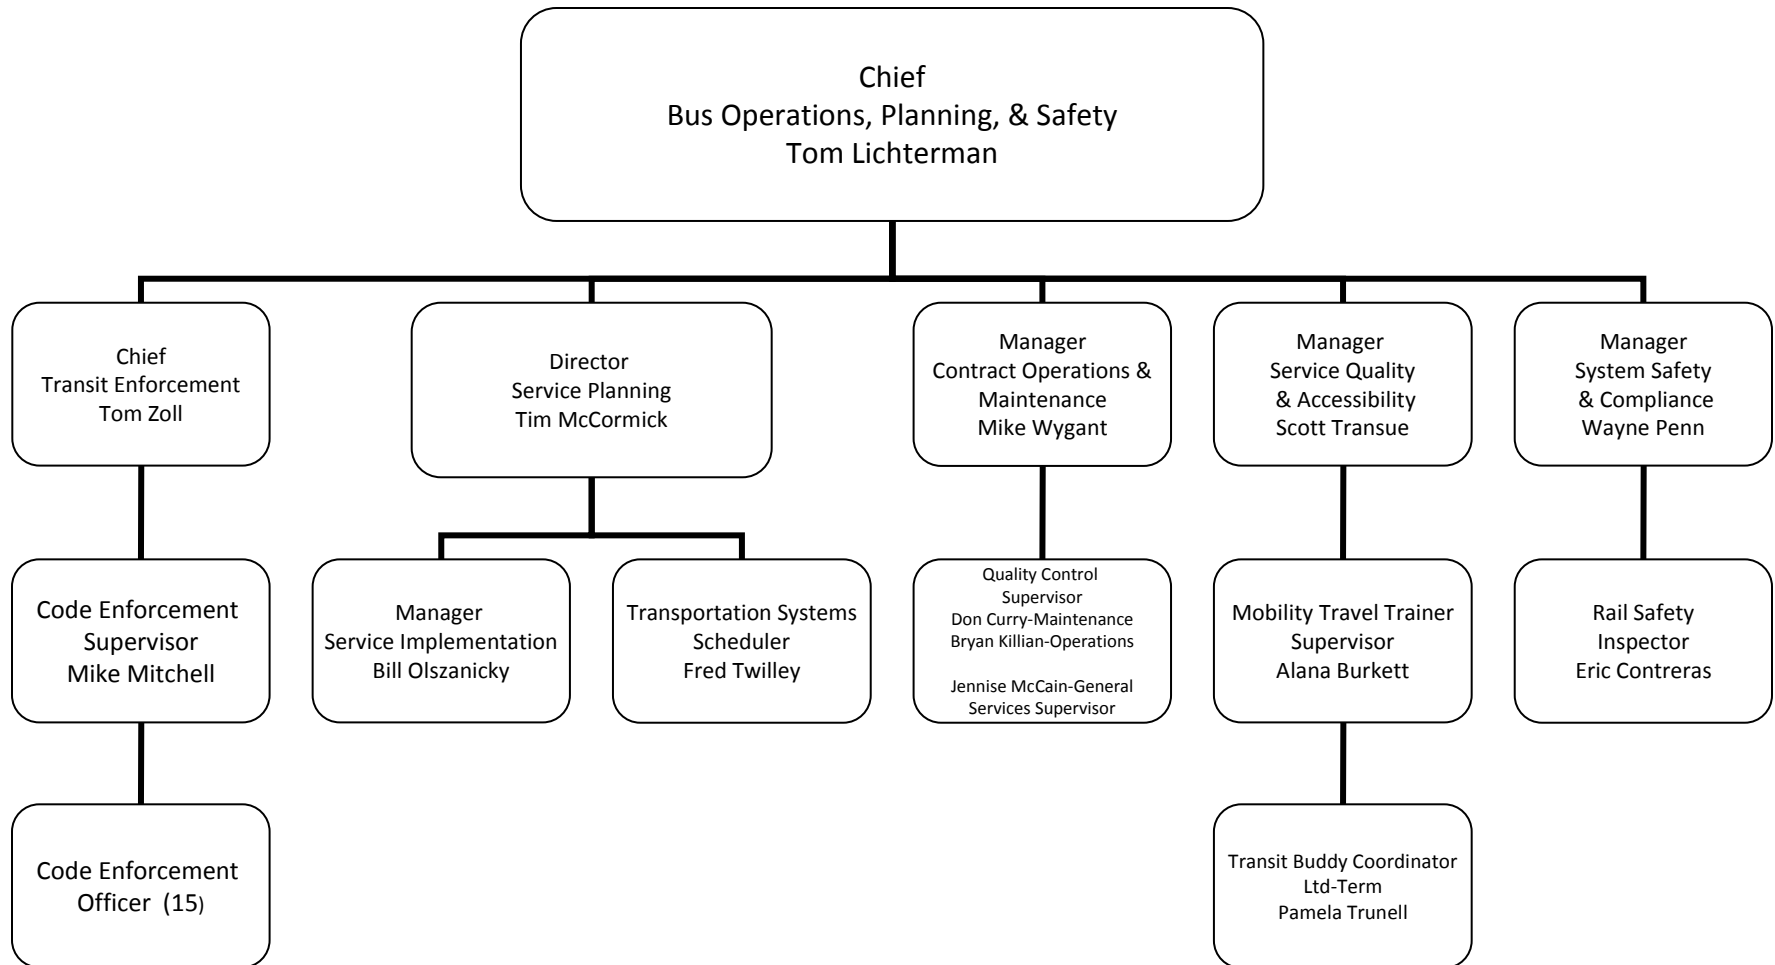 Chief
Bus Operations, Planning, & Safety
Tom Lichterman
Chief
Transit Enforcement
Tom Zoll
Director
Service Planning
Tim McCormick
Manager
Contract Operations &
Maintenance
Mike Wygant
Manager
Service Quality
& Accessibility
Scott Transue
Manager
System Safety
& Compliance
Wayne Penn
Code Enforcement
Supervisor
Mike Mitchell
Manager
Service Implementation
Bill Olszanicky
Transportation Systems
Scheduler
Fred Twilley
Quality Control
Supervisor
Don Curry-Maintenance
Bryan Killian-Operations
Jennise McCain-General
Services Supervisor
Mobility Travel Trainer
Supervisor
Alana Burkett
Rail Safety
Inspector
Eric Contreras
Code Enforcement
Officer (15)
Transit Buddy Coordinator
Ltd-Term
Pamela Trunell